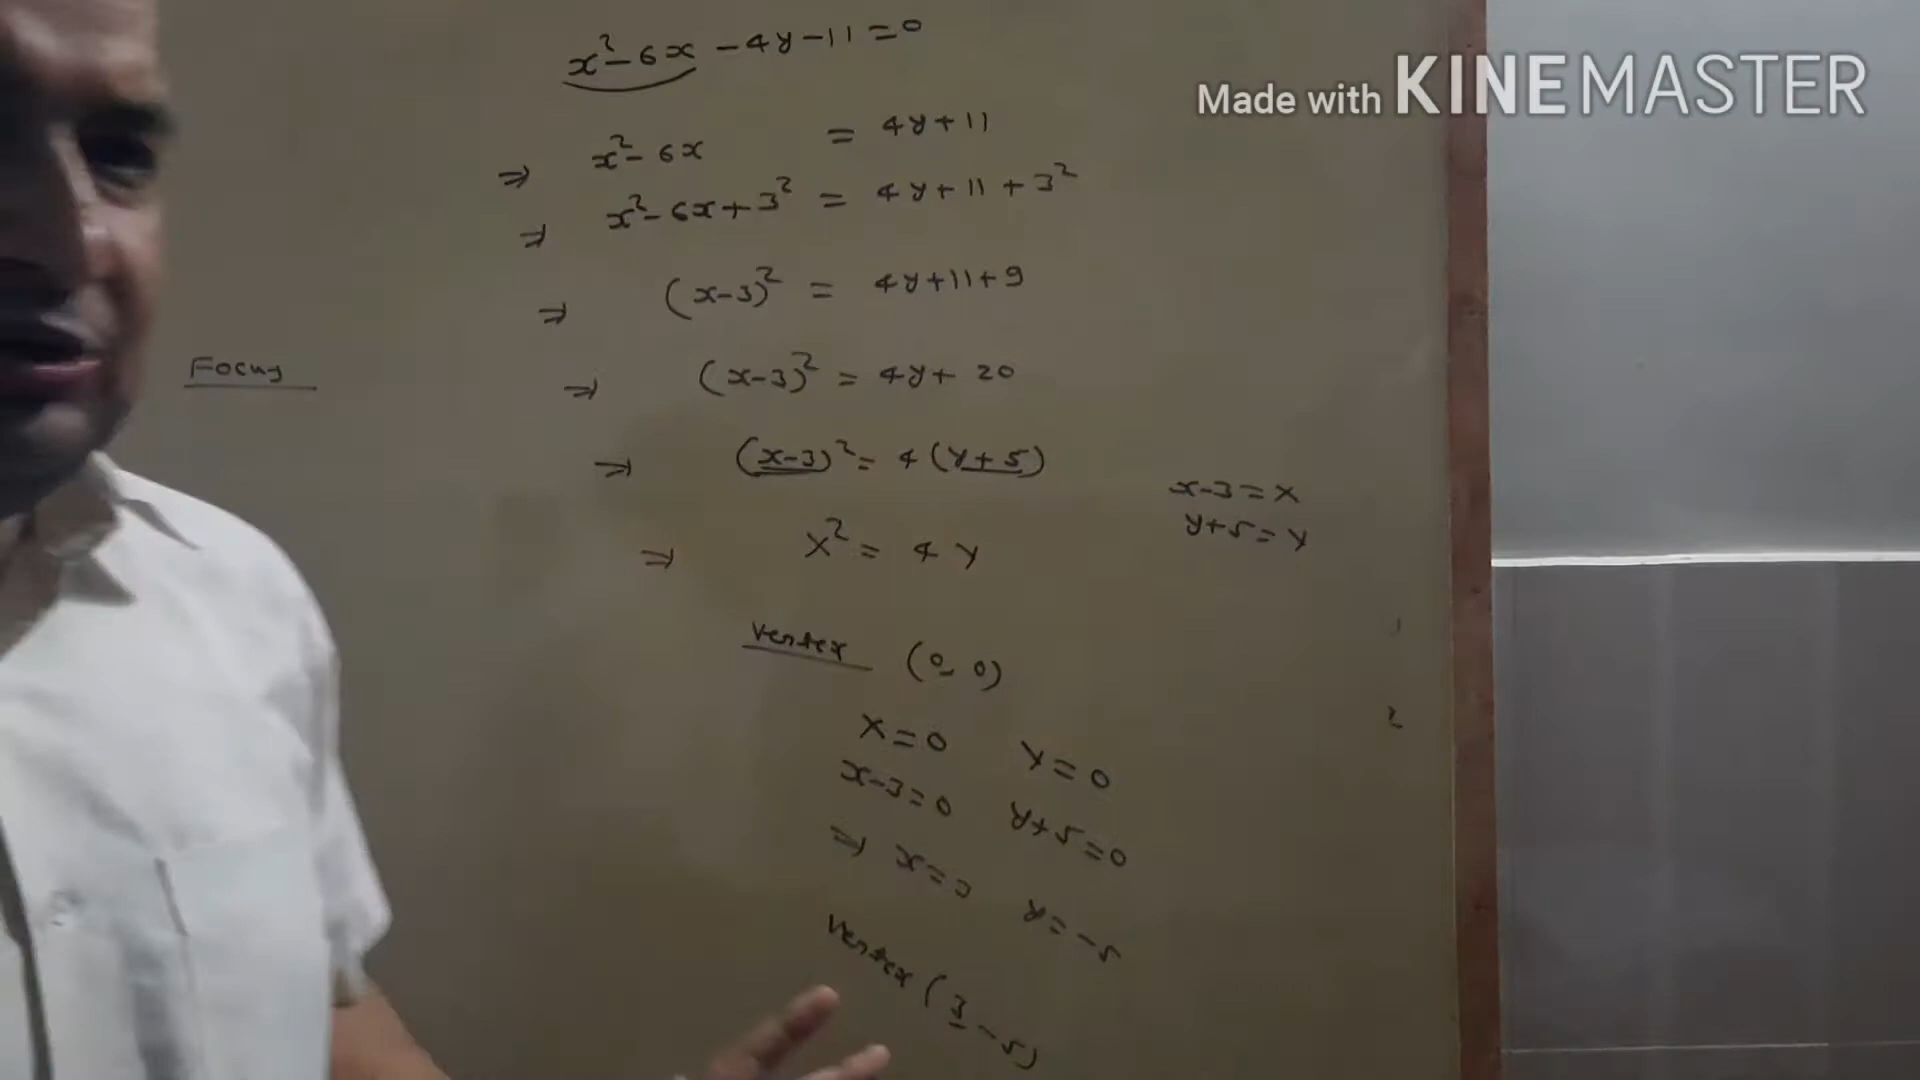 x²-6x-4y-11=0
Made with KINEMASTER
⇒ x²-6x = 4y+11
⇒ x²-6x+3² = 4y+11+3²
⇒ (x-3)² = 4y+11+9
Focus
⇒ (x-3)² = 4y+20
⇒ (x-3)² = 4(y+5)
x-3=X
y+5=Y
⇒ X² = 4Y
Vertex (0, 0)
X=0 Y=0
x-3=0 y+5=0
⇒ x=3 y=-5
Vertex (3, -5)